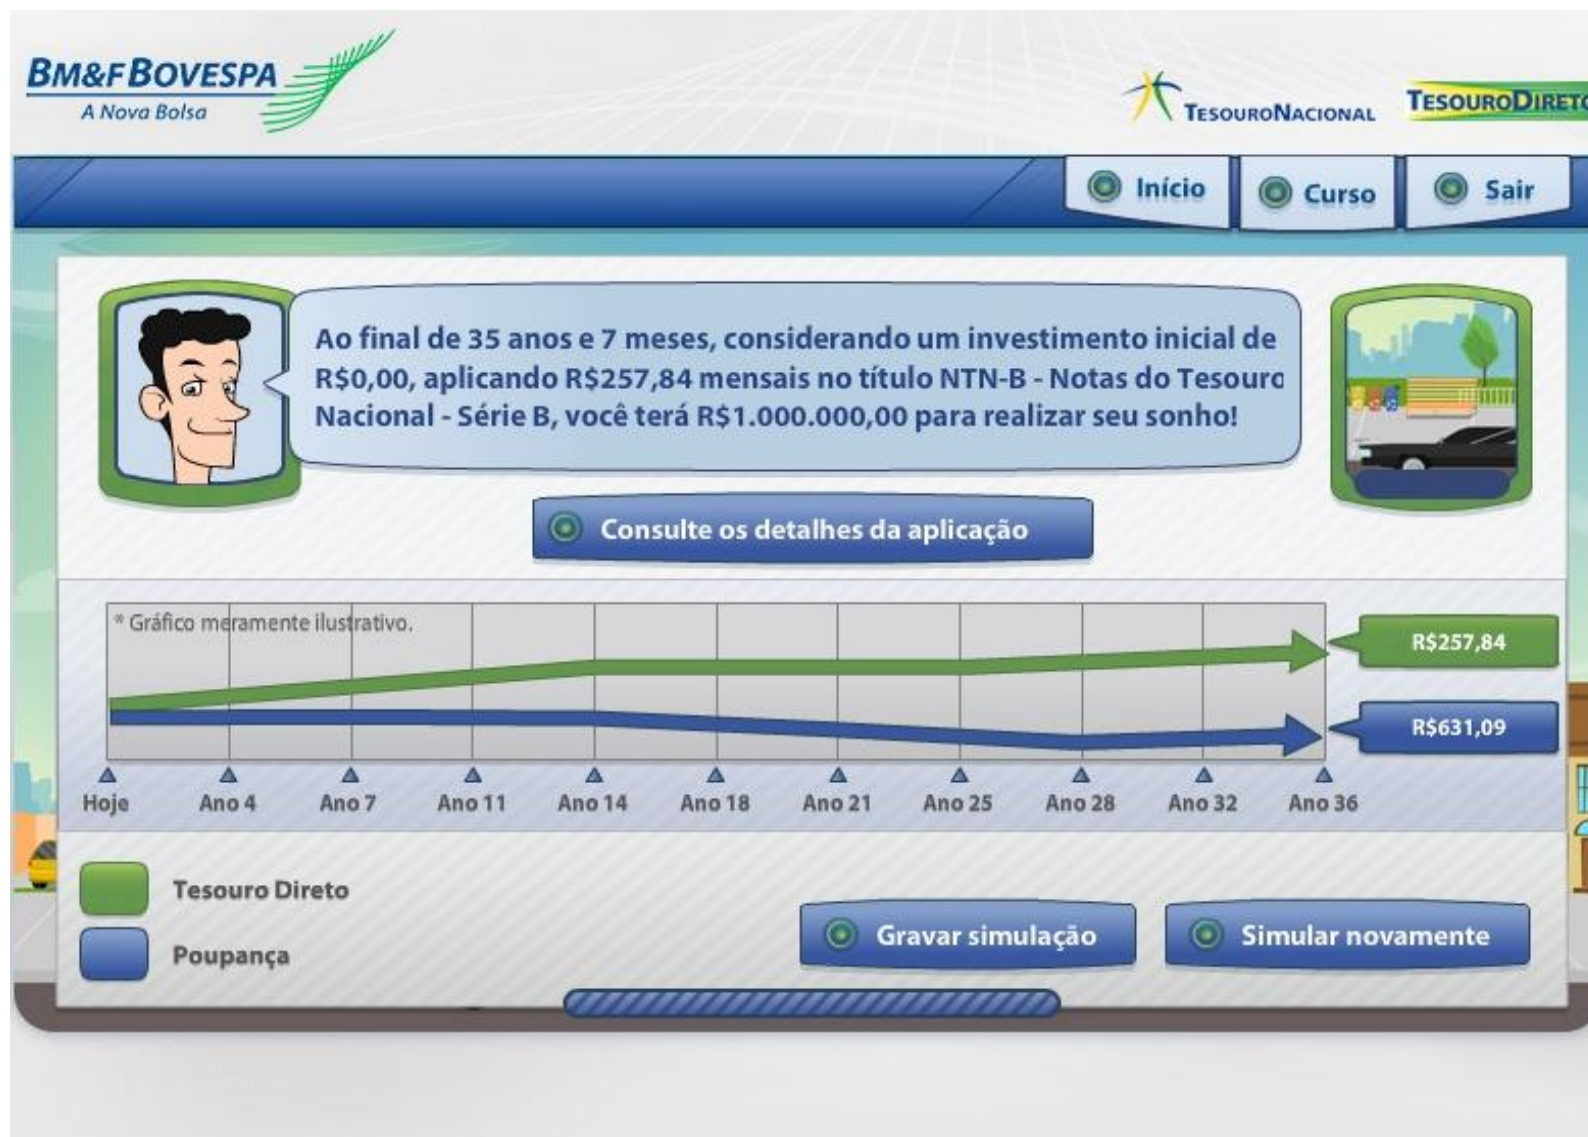 BM&FBOVESPA
A Nova Bolsa
TESOURONACIONAL
TESOURODIRETO
Início
Curso
Sair
Ao final de 35 anos e 7 meses, considerando um investimento inicial de
R$0,00, aplicando R$257,84 mensais no título NTN-B - Notas do Tesouro
Nacional - Série B, você terá R$1.000.000,00 para realizar seu sonho!
Consulte os detalhes da aplicação
* Gráfico meramente ilustrativo.
R$257,84
R$631,09
Hoje Ano 4 Ano 7 Ano 11 Ano 14 Ano 18 Ano 21 Ano 25 Ano 28 Ano 32 Ano 36
Tesouro Direto
Poupança
Gravar simulação
Simular novamente